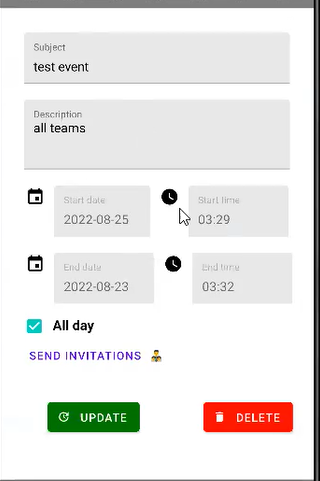 Subject
test event
Description
all teams
Start date
Start time
2022-08-25
03:29
End date
End time
2022-08-23
03:32
All day
SEND INVITATIONS
UPDATE
DELETE